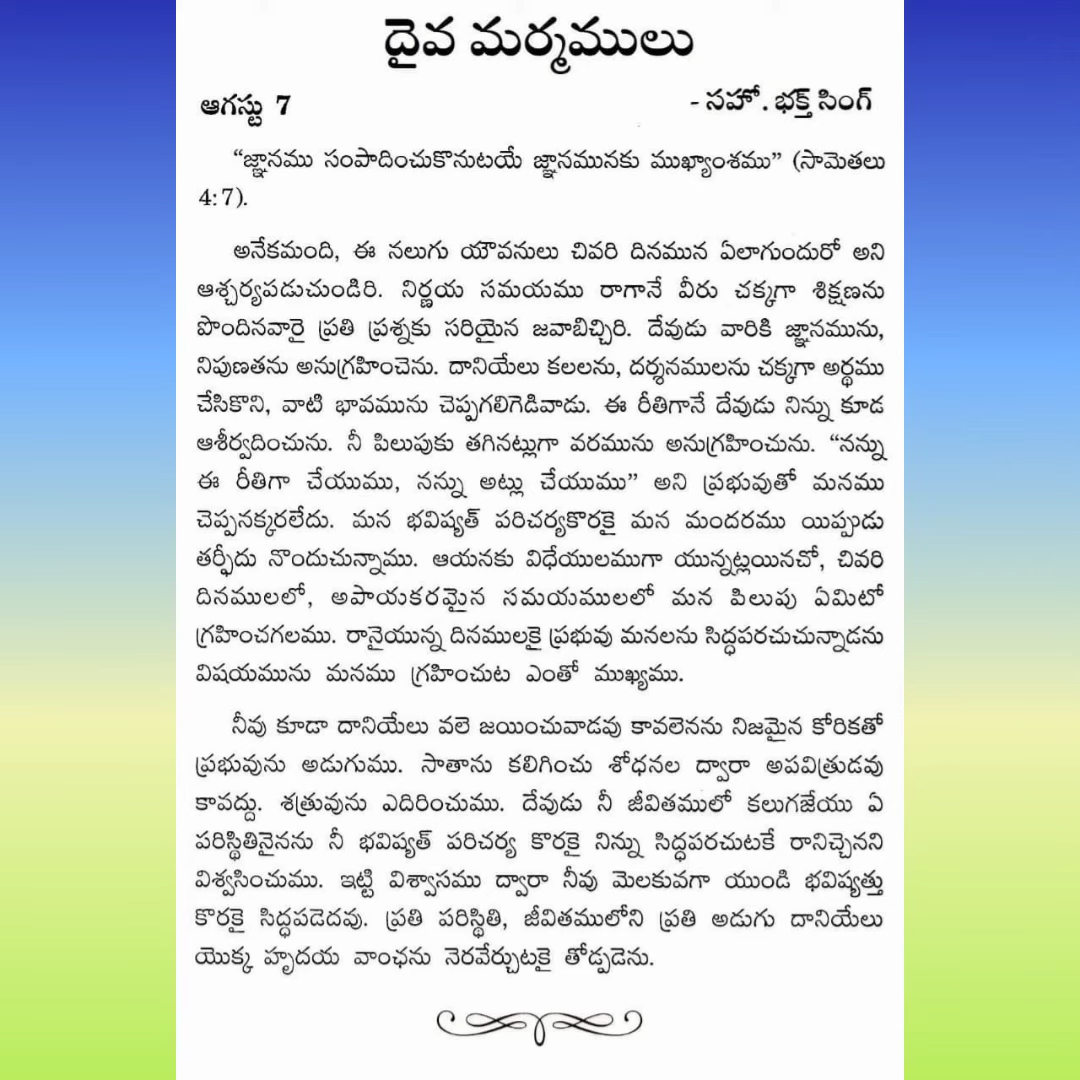 దైవ మర్మములు
ఆగస్టు 7
- సహో. భక్త్ సింగ్
“జ్ఞానము సంపాదించుకొనుటయే జ్ఞానమునకు ముఖ్యాంశము” (సామెతలు
4:7).
అనేకమంది, ఈ నలుగు యౌవనులు చివరి దినమున ఏలాగుందురో అని
ఆశ్చర్యపడుచుండిరి. నిర్ణయ సమయము రాగానే వీరు చక్కగా శిక్షణను
పొందినవారై ప్రతి ప్రశ్నకు సరియైన జవాబిచ్చిరి. దేవుడు వారికి జ్ఞానమును,
నిపుణతను అనుగ్రహించెను. దానియేలు కలలను, దర్శనములను చక్కగా అర్థము
చేసికొని, వాటి భావమును చెప్పగలిగెడివాడు. ఈ రీతిగానే దేవుడు నిన్ను కూడ
ఆశీర్వదించును. నీ పిలుపుకు తగినట్లుగా వరమును అనుగ్రహించును. “నన్ను
ఈ రీతిగా చేయుము, నన్ను అట్లు చేయుము” అని ప్రభువుతో మనము
చెప్పనక్కరలేదు. మన భవిష్యత్ పరిచర్యకొరకై మన మందరము యిప్పుడు
తర్ఫీదు నొందుచున్నాము. ఆయనకు విధేయులముగా యున్నట్లయినచో, చివరి
దినములలో, అపాయకరమైన సమయములలో మన పిలుపు ఏమిటో
గ్రహించగలము. రానైయున్న దినములకై ప్రభువు మనలను సిద్ధపరచుచున్నాడను
విషయమును మనము గ్రహించుట ఎంతో ముఖ్యము.
నీవు కూడా దానియేలు వలె జయించువాడవు కావలెనను నిజమైన కోరికతో
ప్రభువును అడుగుము. సాతాను కలిగించు శోధనల ద్వారా అపవిత్రుడవు
కావద్దు. శత్రువును ఎదిరించుము. దేవుడు నీ జీవితములో కలుగజేయు ఏ
పరిస్థితినైనను నీ భవిష్యత్ పరిచర్య కొరకై నిన్ను సిద్ధపరచుటకే రానిచ్చెనని
విశ్వసించుము. ఇట్టి విశ్వాసము ద్వారా నీవు మెలకువగా యుండి భవిష్యత్తు
కొరకై సిద్ధపడెదవు. ప్రతి పరిస్థితి, జీవితములోని ప్రతి అడుగు దానియేలు
యొక్క హృదయ వాంఛను నెరవేర్చుటకై తోడ్పడెను.